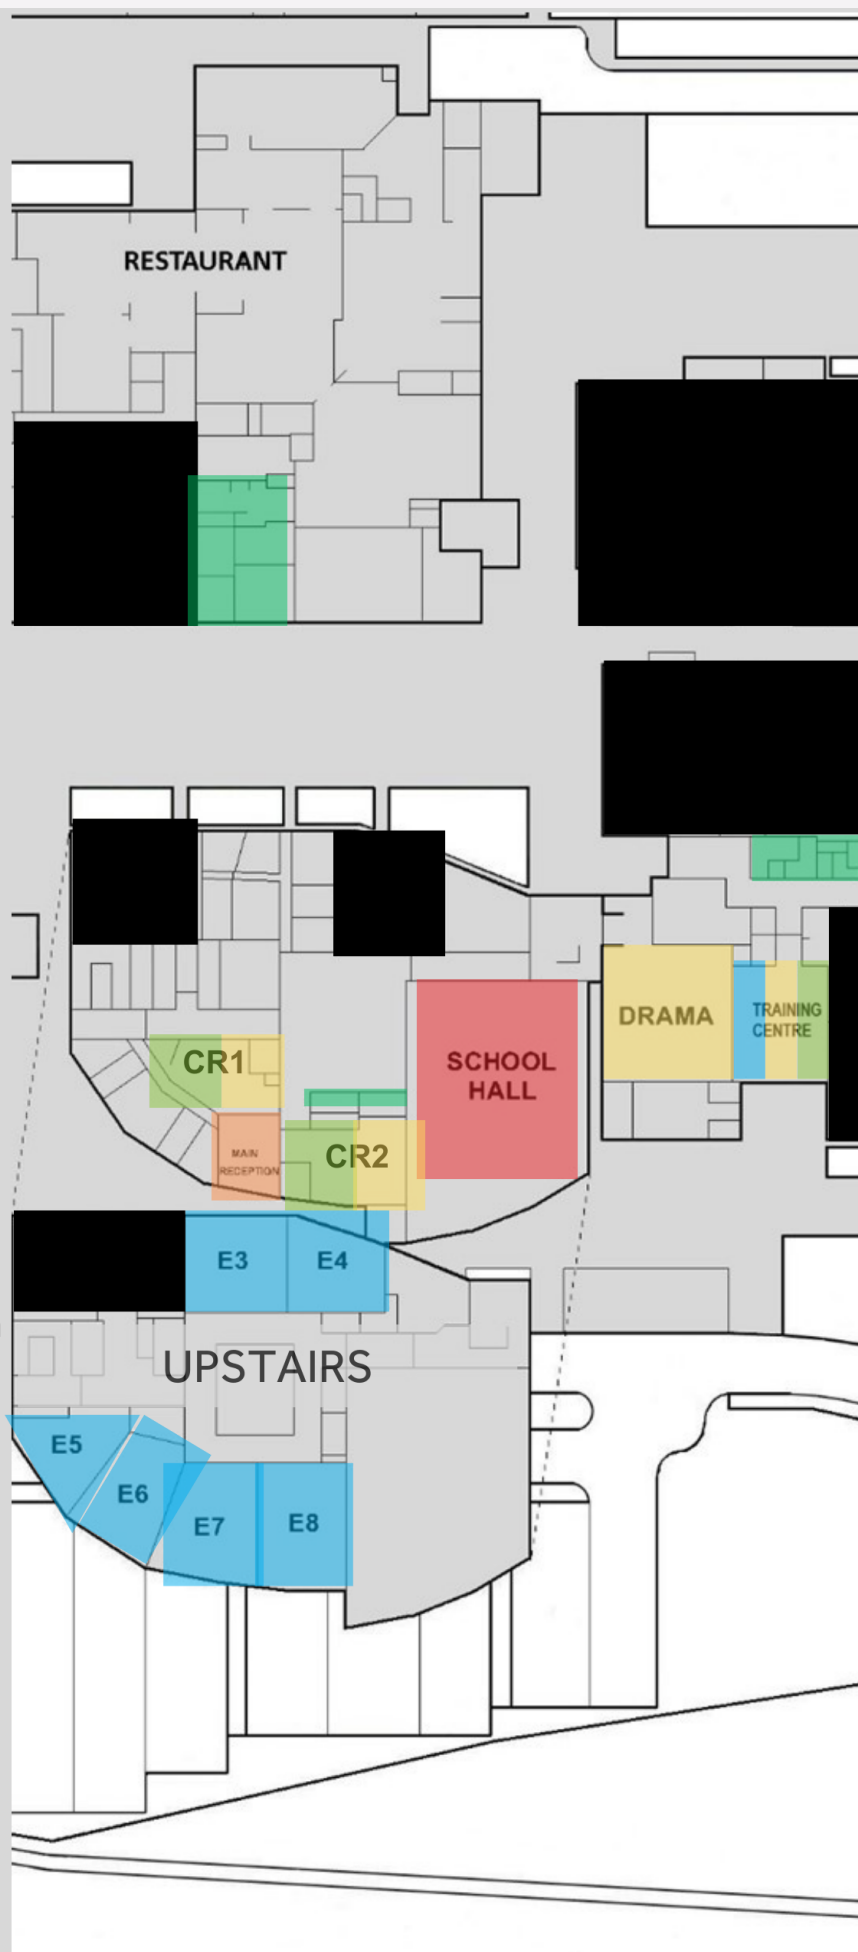 RESTAURANT
DRAMA
TRAINING
CENTRE
SCHOOL
HALL
CR1
MAIN
RECEPTION
CR2
E3
E4
UPSTAIRS
E5
E6
E7
E8